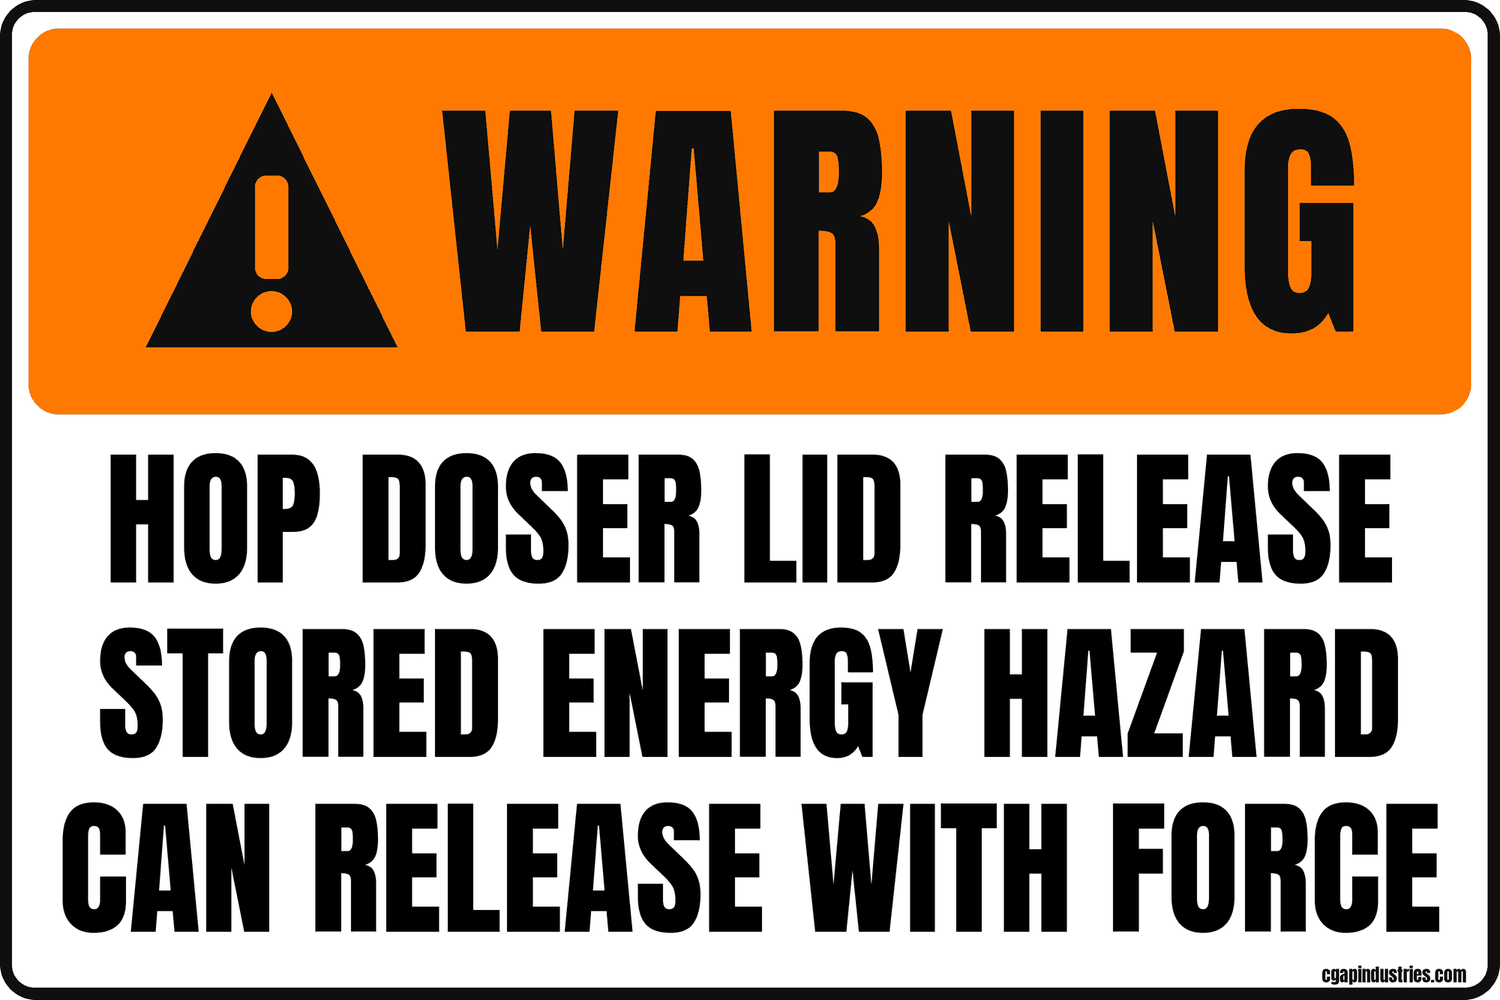 WARNING
HOP DOSER LID RELEASE
STORED ENERGY HAZARD
CAN RELEASE WITH FORCE
cgapindustries.com